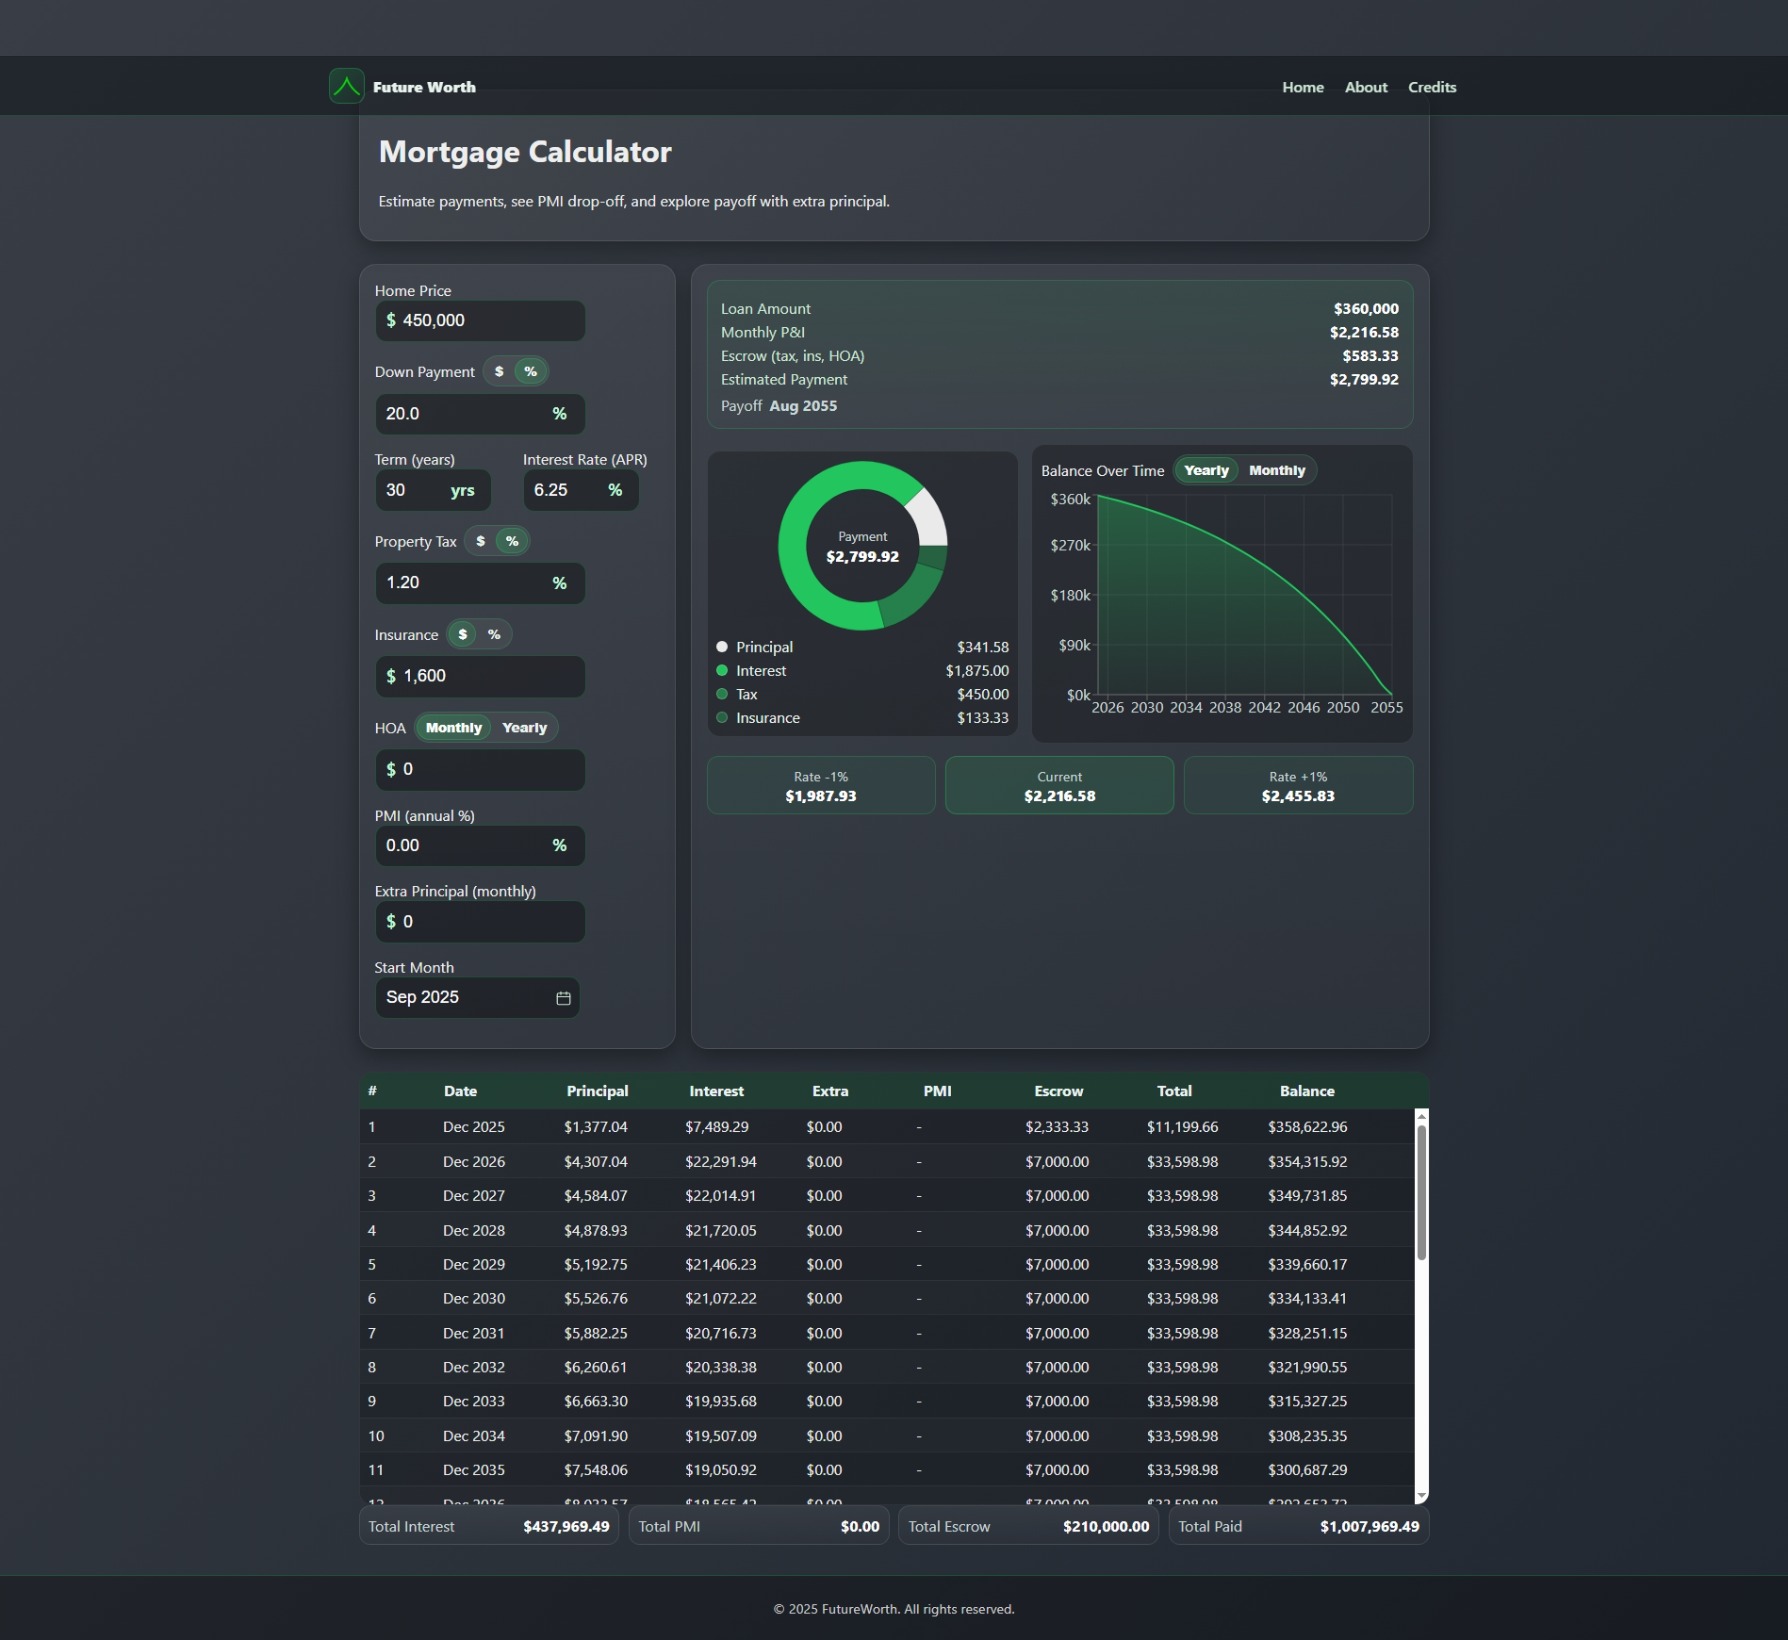 Future Worth
Home About Credits
Mortgage Calculator
Estimate payments, see PMI drop-off, and explore payoff with extra principal.
Home Price
$ 450,000
Down Payment $ %
20.0 %
Term (years) Interest Rate (APR)
30 yrs 6.25 %
Property Tax $ %
1.20 %
Insurance $ %
$ 1,600
HOA Monthly Yearly
$ 0
PMI (annual %)
0.00 %
Extra Principal (monthly)
$ 0
Start Month
Sep 2025
Loan Amount $360,000
Monthly P&I $2,216.58
Escrow (tax, ins, HOA) $583.33
Estimated Payment $2,799.92
Payoff Aug 2055
Payment
$2,799.92
Principal $341.58
Interest $1,875.00
Tax $450.00
Insurance $133.33
Balance Over Time Yearly Monthly
$360k
$270k
$180k
$90k
$0k
2026 2030 2034 2038 2042 2046 2050 2055
Rate -1% Current Rate +1%
$1,987.93 $2,216.58 $2,455.83
# Date Principal Interest Extra PMI Escrow Total Balance
1 Dec 2025 $1,377.04 $7,489.29 $0.00 - $2,333.33 $11,199.66 $358,622.96
2 Dec 2026 $4,307.04 $22,291.94 $0.00 - $7,000.00 $33,598.98 $354,315.92
3 Dec 2027 $4,584.07 $22,014.91 $0.00 - $7,000.00 $33,598.98 $349,731.85
4 Dec 2028 $4,878.93 $21,720.05 $0.00 - $7,000.00 $33,598.98 $344,852.92
5 Dec 2029 $5,192.75 $21,406.23 $0.00 - $7,000.00 $33,598.98 $339,660.17
6 Dec 2030 $5,526.76 $21,072.22 $0.00 - $7,000.00 $33,598.98 $334,133.41
7 Dec 2031 $5,882.25 $20,716.73 $0.00 - $7,000.00 $33,598.98 $328,251.15
8 Dec 2032 $6,260.61 $20,338.38 $0.00 - $7,000.00 $33,598.98 $321,990.55
9 Dec 2033 $6,663.30 $19,935.68 $0.00 - $7,000.00 $33,598.98 $315,327.25
10 Dec 2034 $7,091.90 $19,507.09 $0.00 - $7,000.00 $33,598.98 $308,235.35
11 Dec 2035 $7,548.06 $19,050.92 $0.00 - $7,000.00 $33,598.98 $300,687.29
Total Interest $437,969.49 Total PMI $0.00 Total Escrow $210,000.00 Total Paid $1,007,969.49
© 2025 FutureWorth. All rights reserved.